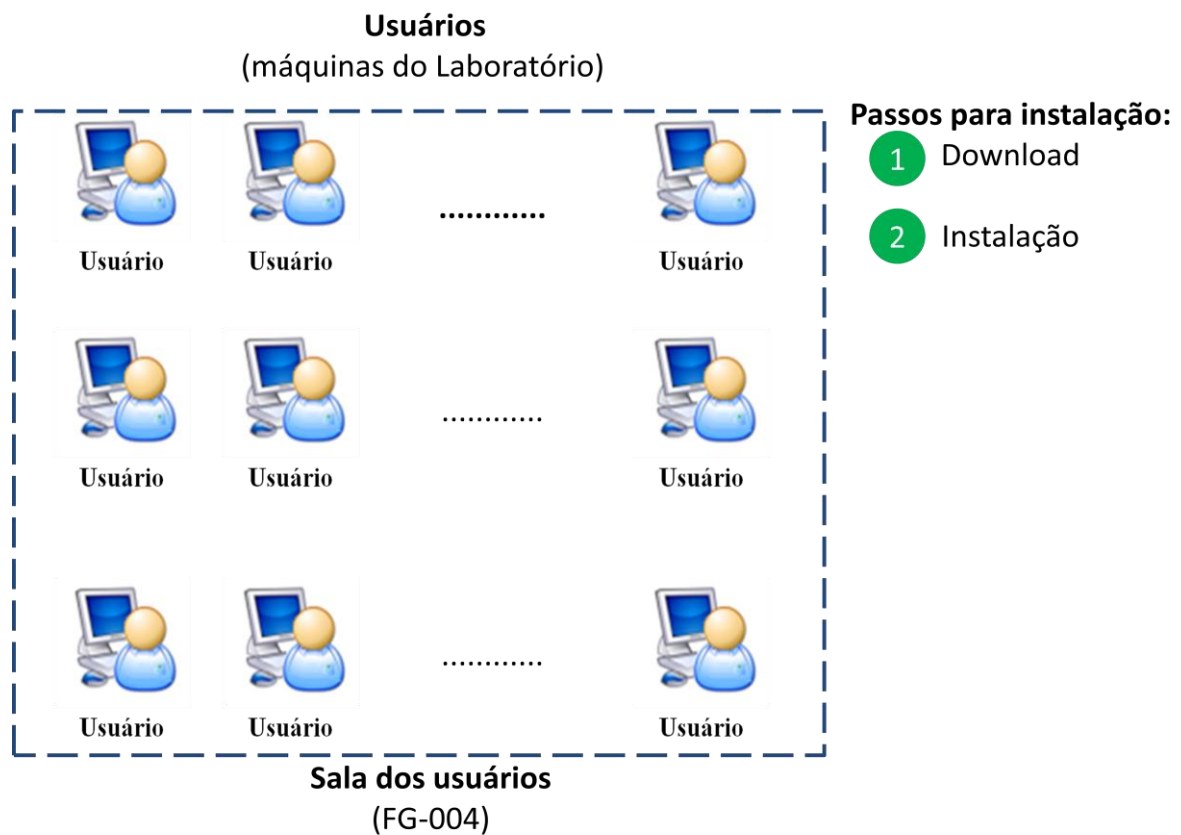 Usuários
(máquinas do Laboratório)
Passos para instalação:
1 Download
2 Instalação
............
Usuário Usuário Usuário
............
Usuário Usuário Usuário
............
Usuário Usuário Usuário
Sala dos usuários
(FG-004)